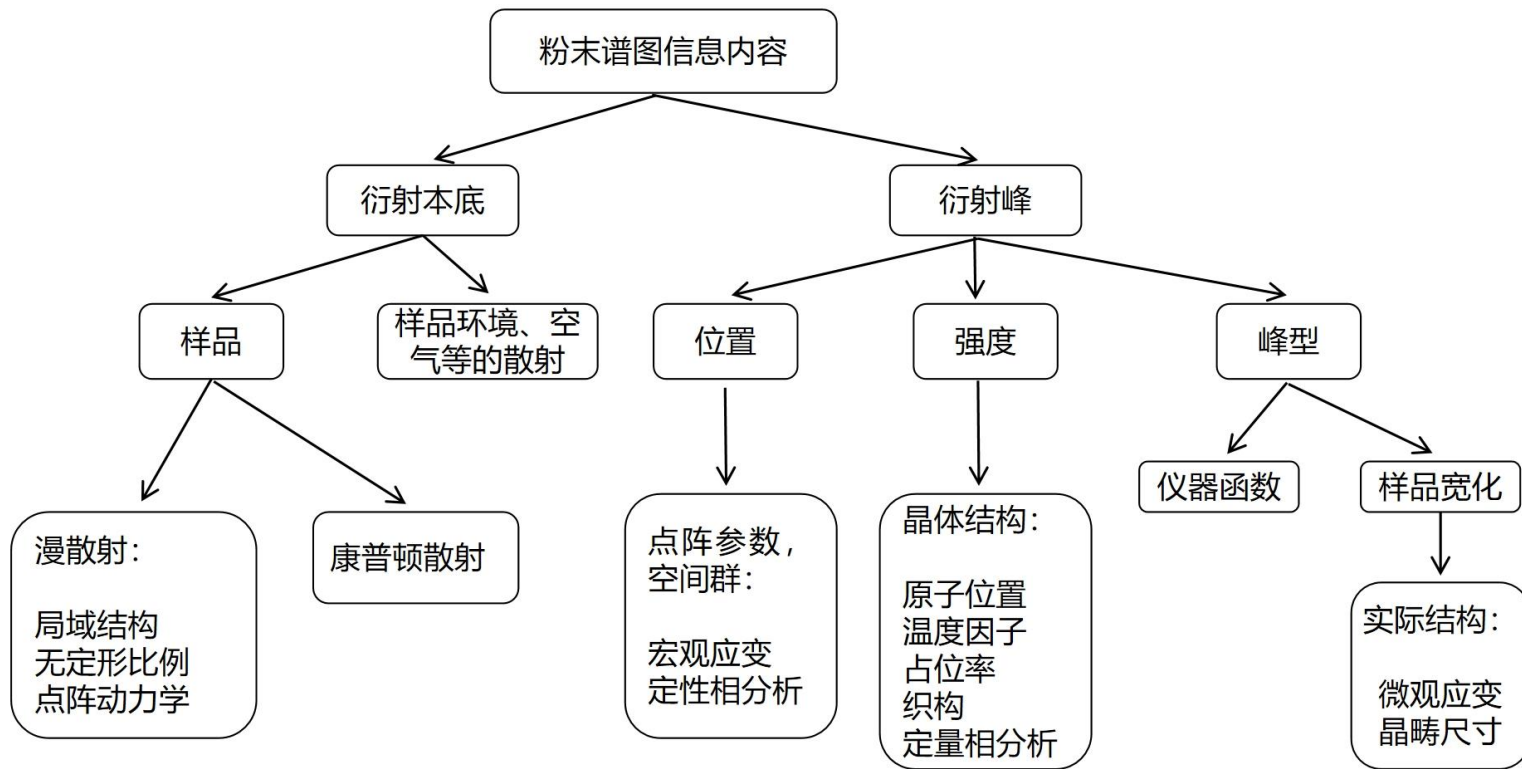 粉末谱图信息内容
衍射本底
衍射峰
样品
样品环境、空
气等的散射
位置
强度
峰型
仪器函数
样品宽化
漫散射：
局域结构
无定形比例
点阵动力学
康普顿散射
点阵参数，
空间群：
宏观应变
定性相分析
晶体结构：
原子位置
温度因子
占位率
织构
定量相分析
实际结构：
微观应变
晶畴尺寸